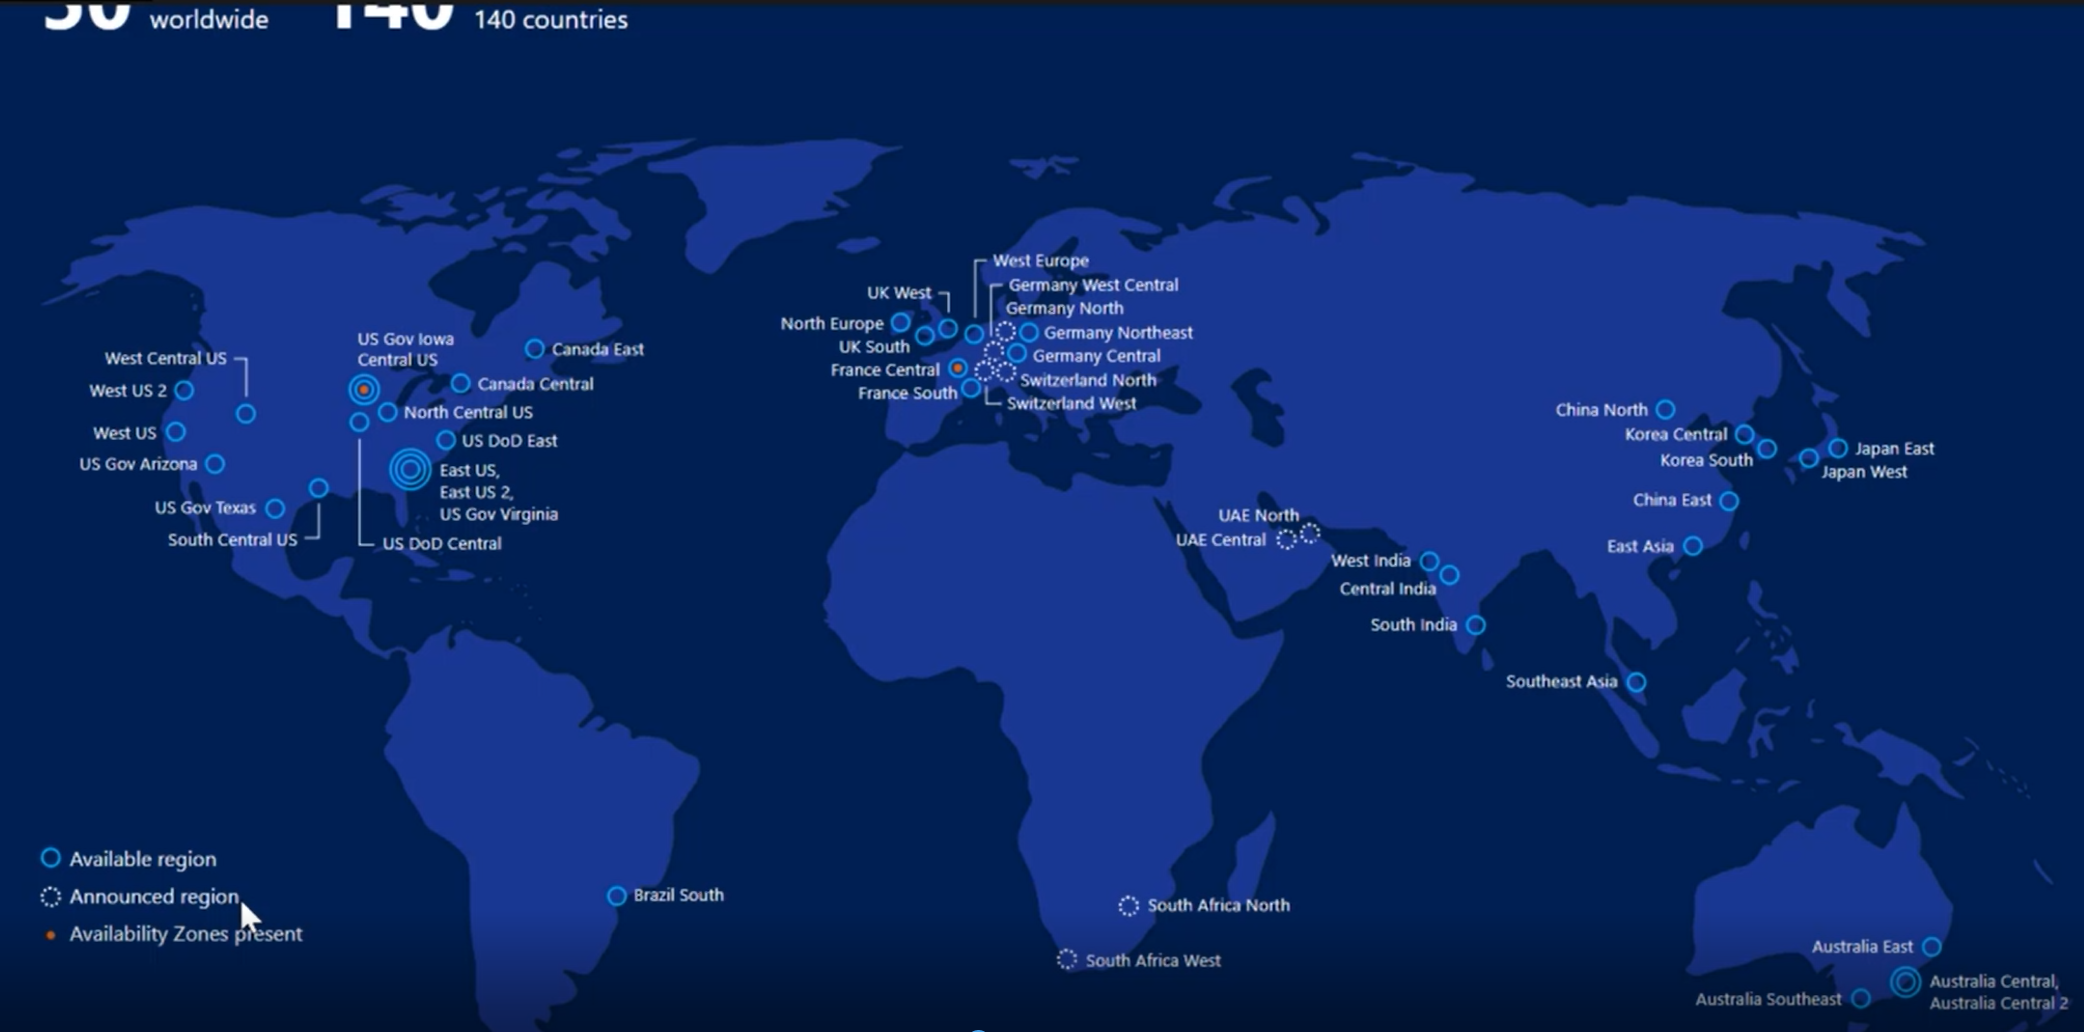 worldwide
140 140 countries
West Europe
Germany West Central
UK West
Germany North
North Europe
Germany Northeast
UK South
Germany Central
France Central
Switzerland North
France South
Switzerland West
US Gov Iowa
Central US
West Central US
Canada East
West US 2
Canada Central
North Central US
West US
US DoD East
US Gov Arizona
East US,
East US 2,
US Gov Virginia
US Gov Texas
South Central US
US DoD Central
China North
Korea Central
Korea South
Japan East
Japan West
China East
East Asia
UAE North
UAE Central
West India
Central India
South India
Southeast Asia
Available region
Announced region
Availability Zones present
Brazil South
South Africa North
South Africa West
Australia East
Australia Central,
Australia Central 2
Australia Southeast